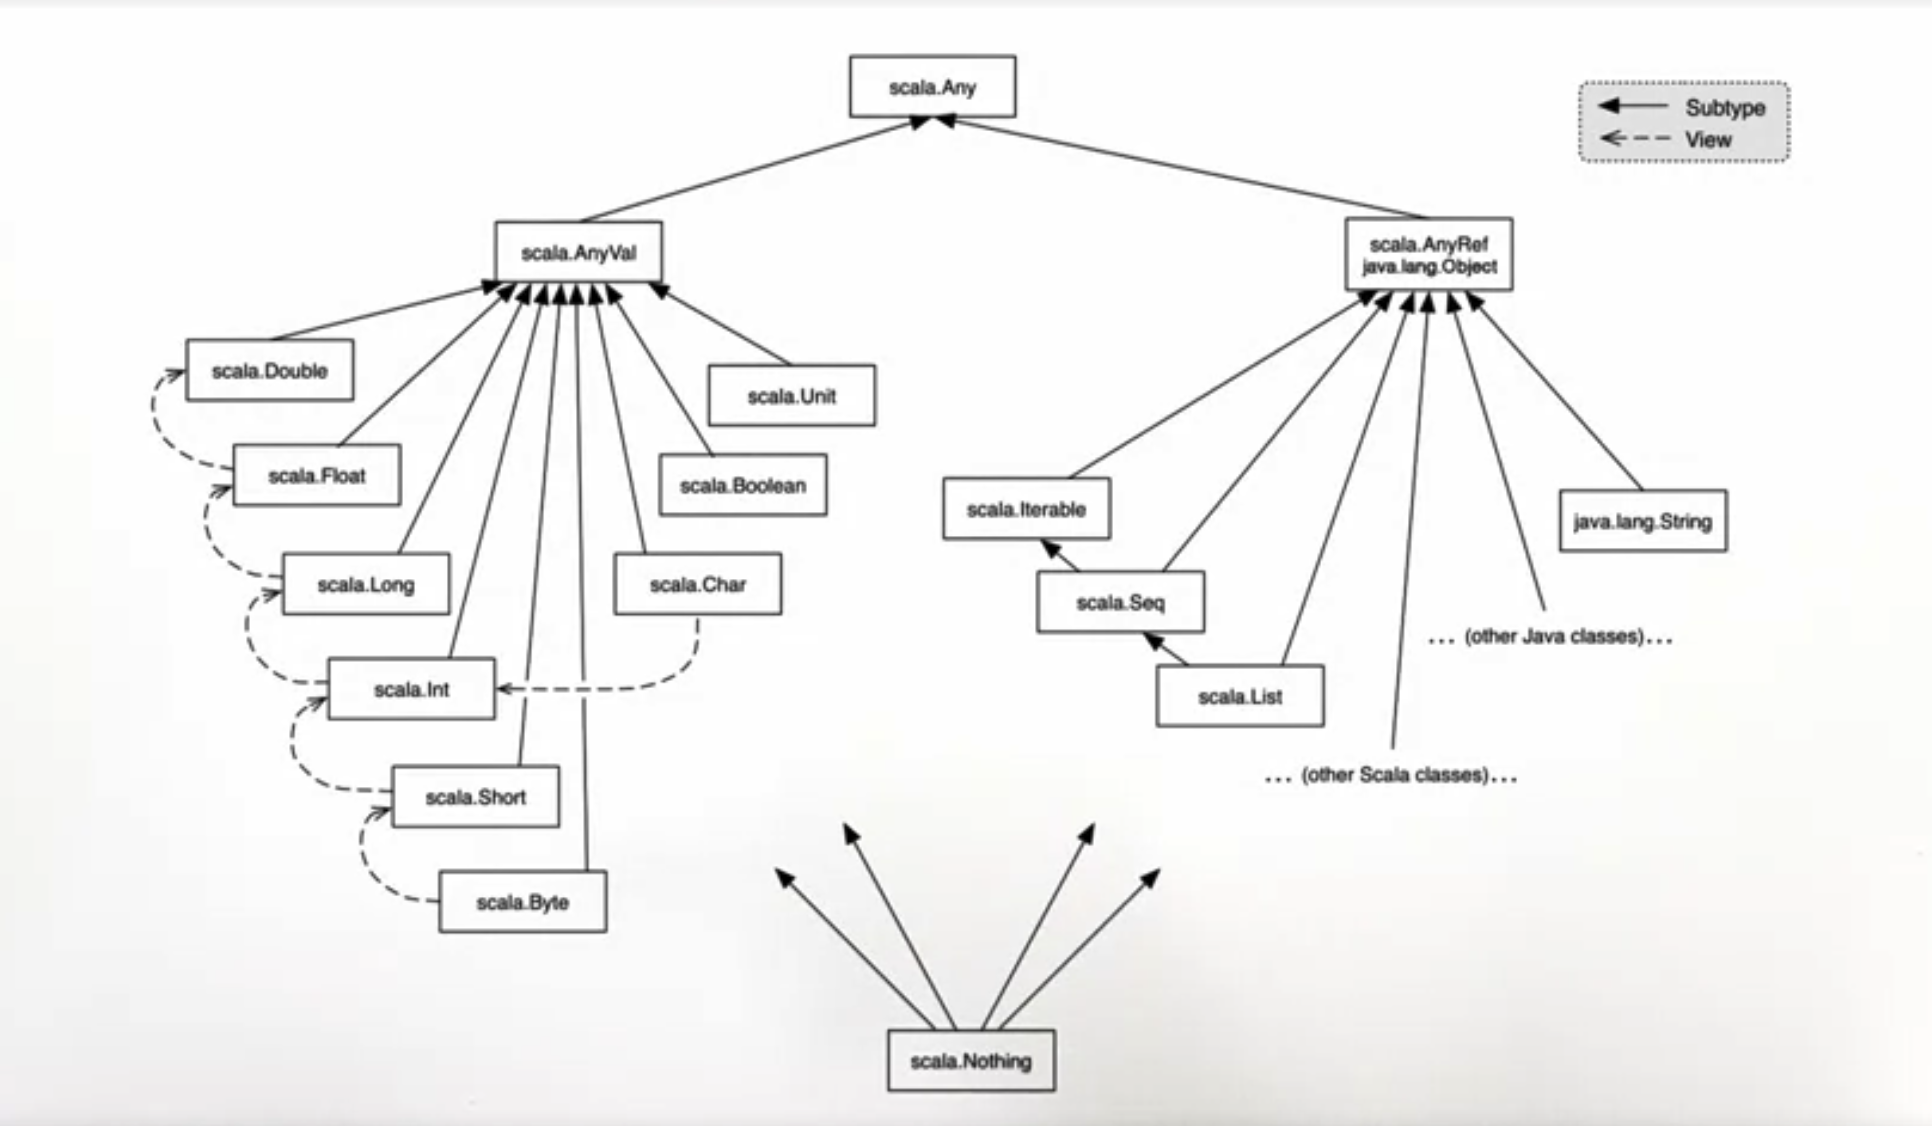 scala.Any
Subtype
View
scala.AnyVal
scala.AnyRef
java.lang.Object
scala.Double
scala.Unit
scala.Float
scala.Boolean
scala.Iterable
java.lang.String
scala.Long
scala.Char
scala.Seq
... (other Java classes)...
scala.Int
scala.List
... (other Scala classes)...
scala.Short
scala.Byte
scala.Nothing